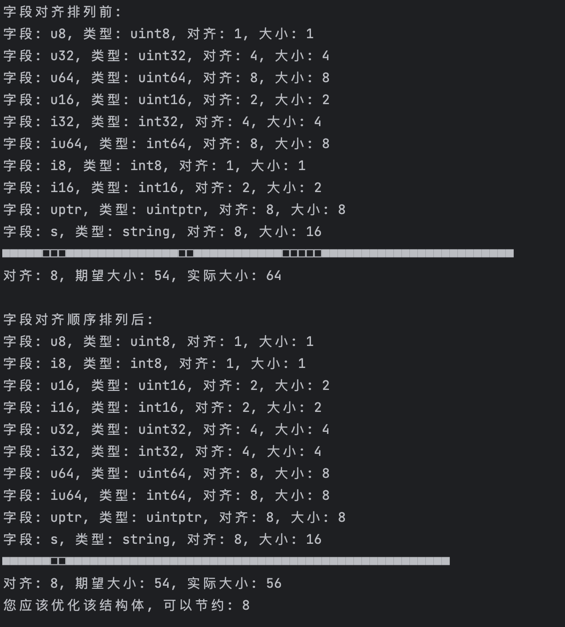 字段对齐排列前:
字段: u8, 类型: uint8, 对齐: 1, 大小: 1
字段: u32, 类型: uint32, 对齐: 4, 大小: 4
字段: u64, 类型: uint64, 对齐: 8, 大小: 8
字段: u16, 类型: uint16, 对齐: 2, 大小: 2
字段: i32, 类型: int32, 对齐: 4, 大小: 4
字段: iu64, 类型: int64, 对齐: 8, 大小: 8
字段: i8, 类型: int8, 对齐: 1, 大小: 1
字段: i16, 类型: int16, 对齐: 2, 大小: 2
字段: uptr, 类型: uintptr, 对齐: 8, 大小: 8
字段: s, 类型: string, 对齐: 8, 大小: 16
对齐: 8, 期望大小: 54, 实际大小: 64
字段对齐顺序排列后:
字段: u8, 类型: uint8, 对齐: 1, 大小: 1
字段: i8, 类型: int8, 对齐: 1, 大小: 1
字段: u16, 类型: uint16, 对齐: 2, 大小: 2
字段: i16, 类型: int16, 对齐: 2, 大小: 2
字段: u32, 类型: uint32, 对齐: 4, 大小: 4
字段: i32, 类型: int32, 对齐: 4, 大小: 4
字段: u64, 类型: uint64, 对齐: 8, 大小: 8
字段: iu64, 类型: int64, 对齐: 8, 大小: 8
字段: uptr, 类型: uintptr, 对齐: 8, 大小: 8
字段: s, 类型: string, 对齐: 8, 大小: 16
对齐: 8, 期望大小: 54, 实际大小: 56
您应该优化该结构体, 可以节约: 8